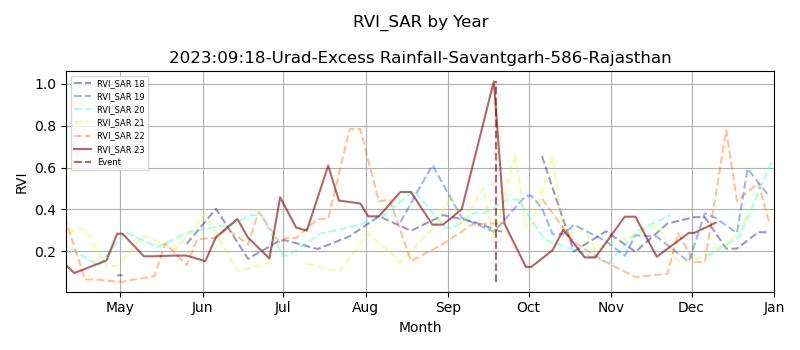 RVI_SAR by Year
2023:09:18-Urad-Excess Rainfall-Savantgarh-586-Rajasthan
1.0
0.8
0.6
0.4
0.2
RVI
RVI_SAR 18
RVI_SAR 19
RVI_SAR 20
RVI_SAR 21
RVI_SAR 22
RVI_SAR 23
Event
May Jun Jul Aug Sep Oct Nov Dec Jan
Month